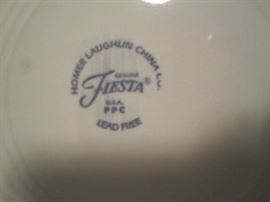 HOMER LAUGHLIN CHINA CO.
GENUINE
FIESTA®
U.S.A.
PPC
LEAD FREE